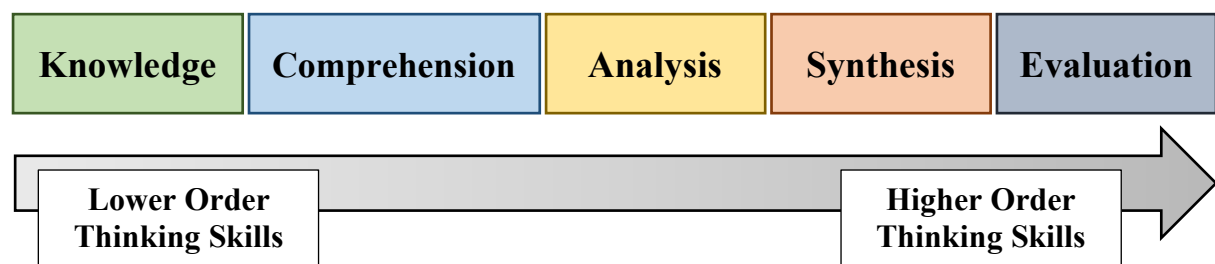 Knowledge Comprehension Analysis Synthesis Evaluation
Lower Order
Thinking Skills
Higher Order
Thinking Skills